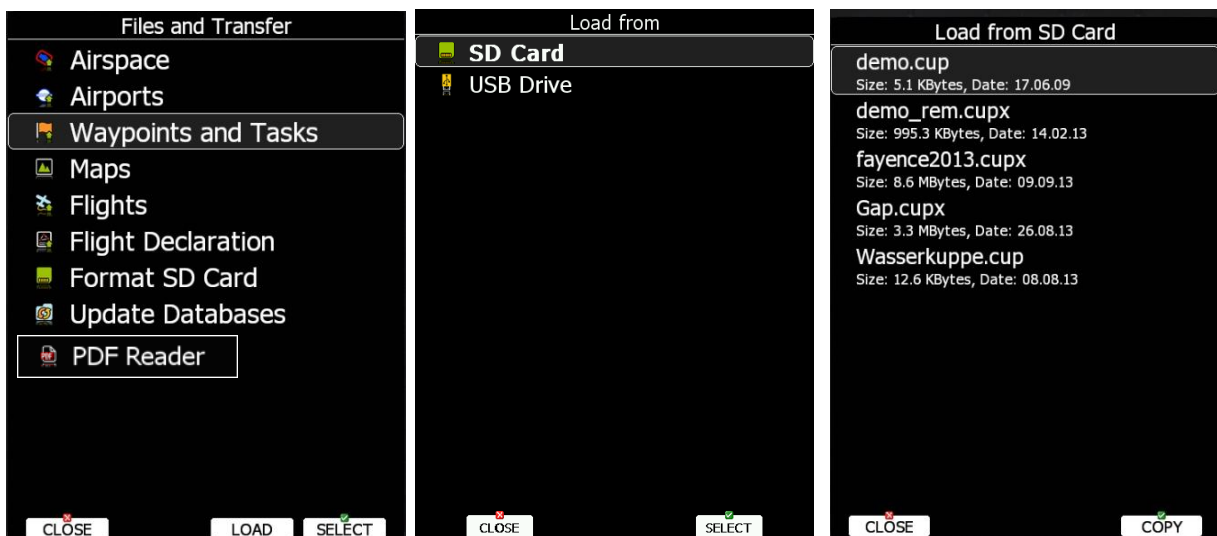 Files and Transfer
Airspace
Airports
Waypoints and Tasks
Maps
Flights
Flight Declaration
Format SD Card
Update Databases
PDF Reader
CLOSE
LOAD
SELECT
Load from
SD Card
USB Drive
CLOSE
SELECT
Load from SD Card
demo.cup
Size: 5.1 KBytes, Date: 17.06.09
demo_rem.cupx
Size: 995.3 KBytes, Date: 14.02.13
fayence2013.cupx
Size: 8.6 MBytes, Date: 09.09.13
Gap.cupx
Size: 3.3 MBytes, Date: 26.08.13
Wasserkuppe.cup
Size: 12.6 KBytes, Date: 08.08.13
CLOSE
COPY